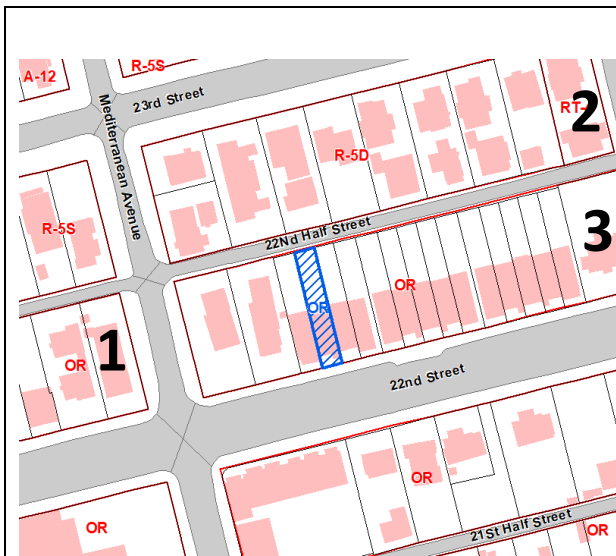 R-5S
A-12
23rd Street
Mediterranean Avenue
RT-
2
R-5D
R-5S
22Nd Half Street
3
OR
OR
1
OR
22nd Street
OR
OR
21St Half Street
OR